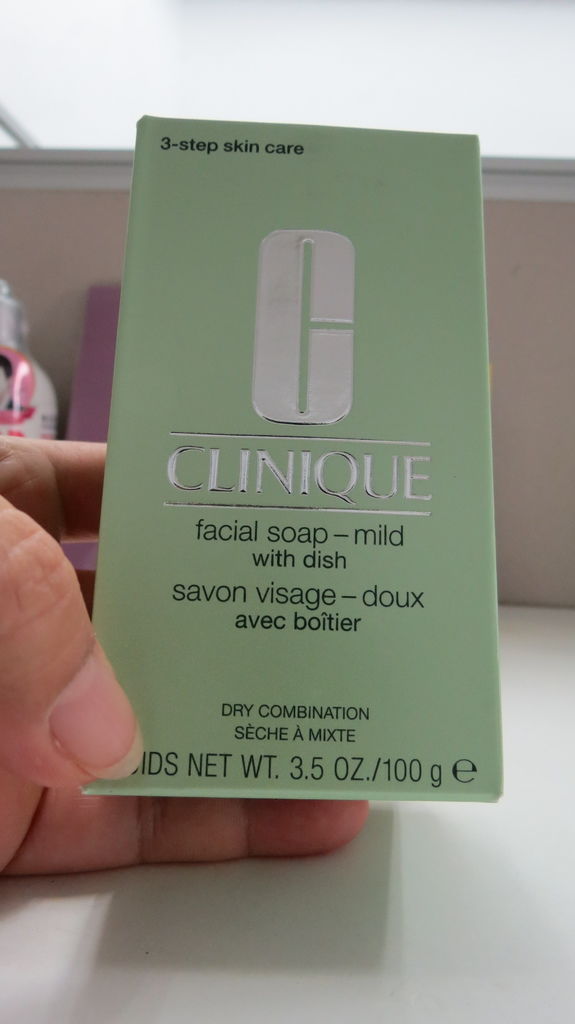 3-step skin care
C
CLINIQUE
facial soap – mild
with dish
savon visage – doux
avec boîtier
DRY COMBINATION
SÈCHE À MIXTE
NET WT. 3.5 OZ./100 g ℮